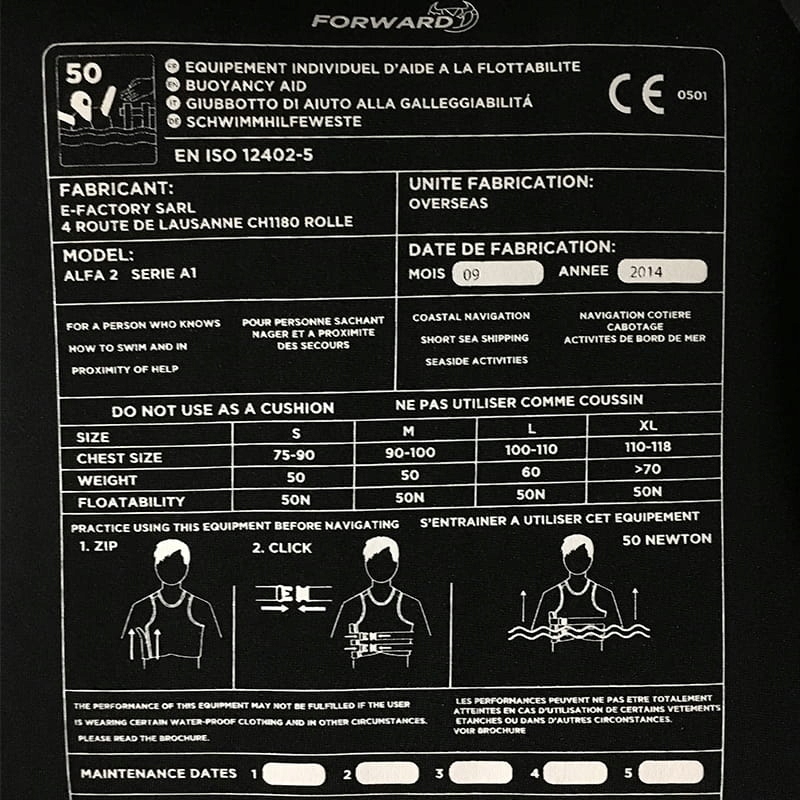 FORWARD
50
FR EQUIPEMENT INDIVIDUEL D'AIDE A LA FLOTTABILITE
EN BUOYANCY AID
IT GIUBBOTTO DI AIUTO ALLA GALLEGGIABILITÁ
DE SCHWIMMHILFEWESTE
CE 0501
EN ISO 12402-5
FABRICANT:
E-FACTORY SARL
4 ROUTE DE LAUSANNE CH1180 ROLLE
UNITE FABRICATION:
OVERSEAS
MODEL:
ALFA 2 SERIE A1
DATE DE FABRICATION:
MOIS 09 ANNEE 2014
FOR A PERSON WHO KNOWS
HOW TO SWIM AND IN
PROXIMITY OF HELP
POUR PERSONNE SACHANT
NAGER ET A PROXIMITE
DES SECOURS
COASTAL NAVIGATION
SHORT SEA SHIPPING
SEASIDE ACTIVITIES
NAVIGATION COTIERE
CABOTAGE
ACTIVITES DE BORD DE MER
DO NOT USE AS A CUSHION NE PAS UTILISER COMME COUSSIN
SIZE S M L XL
CHEST SIZE 75-90 90-100 100-110 110-118
WEIGHT 50 50 60 >70
FLOATABILITY 50N 50N 50N 50N
PRACTICE USING THIS EQUIPMENT BEFORE NAVIGATING S'ENTRAINER A UTILISER CET EQUIPEMENT
1. ZIP 2. CLICK 50 NEWTON
THE PERFORMANCE OF THIS EQUIPMENT MAY NOT BE FULFILLED IF THE USER
IS WEARING CERTAIN WATER-PROOF CLOTHING AND IN OTHER CIRCUMSTANCES.
PLEASE READ THE BROCHURE.
LES PERFORMANCES PEUVENT NE PAS ETRE TOTALEMENT
ATTEINTES EN CAS D'UTILISATION DE CERTAINS VETEMENTS
ETANCHES OU DANS D'AUTRES CIRCONSTANCES.
VOIR BROCHURE
MAINTENANCE DATES 1 2 3 4 5